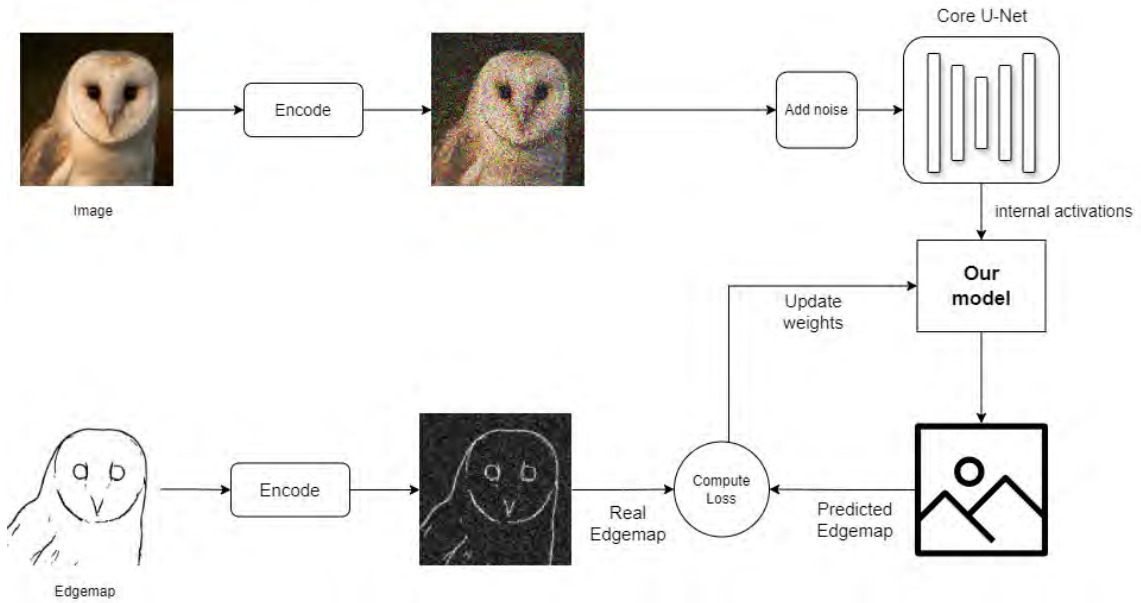 Core U-Net
Encode
Add noise
Image
internal activations
Our
model
Update
weights
Encode
Compute
Loss
Real
Edgemap
Predicted
Edgemap
Edgemap